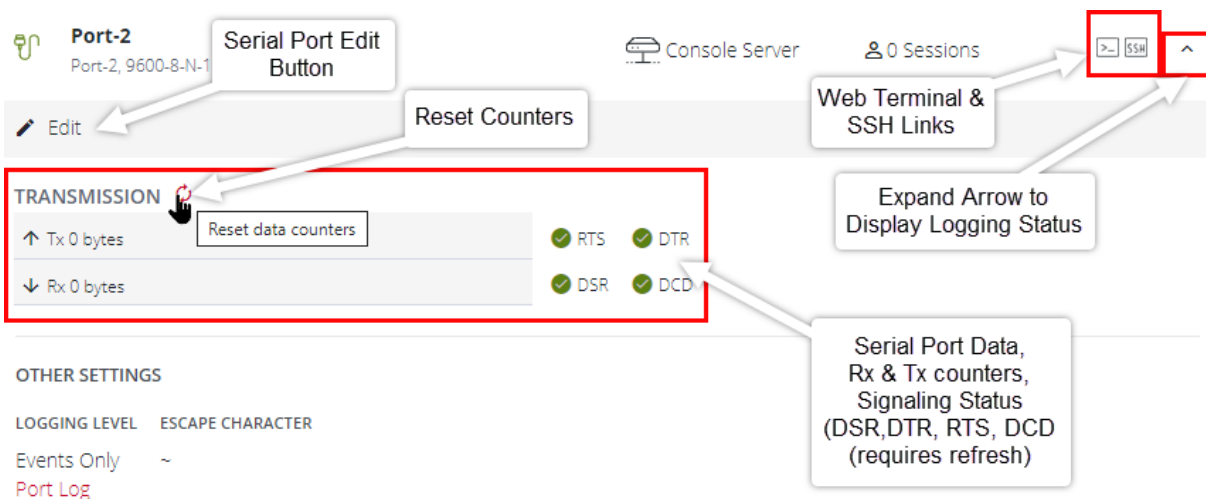 Port-2
Port-2, 9600-8-N-1
Serial Port Edit
Button
Console Server
0 Sessions
>_ SSH
Web Terminal &
SSH Links
Edit
Reset Counters
Expand Arrow to
Display Logging Status
TRANSMISSION
Reset data counters
Tx 0 bytes
RTS DTR
Rx 0 bytes
DSR DCD
Serial Port Data,
Rx & Tx counters,
Signaling Status
(DSR,DTR, RTS, DCD
(requires refresh)
OTHER SETTINGS
LOGGING LEVEL ESCAPE CHARACTER
Events Only ~
Port Log